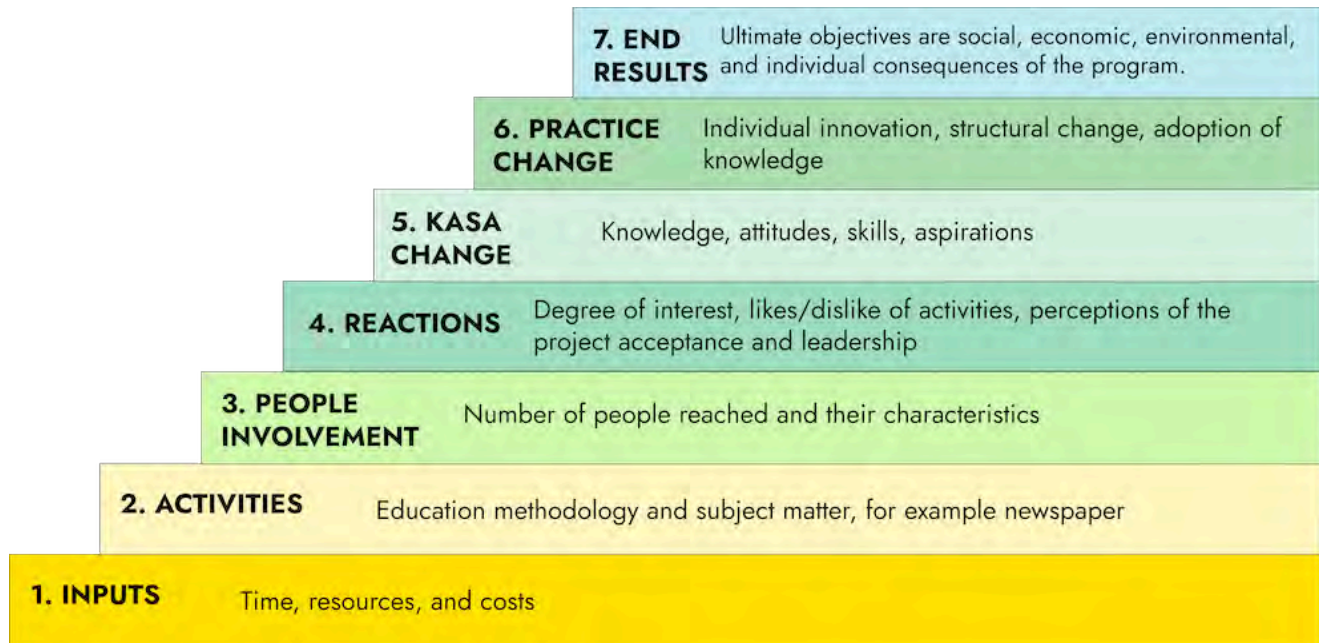 7. END
RESULTS
Ultimate objectives are social, economic, environmental,
and individual consequences of the program.
6. PRACTICE
CHANGE
Individual innovation, structural change, adoption of
knowledge
5. KASA
CHANGE
Knowledge, attitudes, skills, aspirations
4. REACTIONS
Degree of interest, likes/dislike of activities, perceptions of the
project acceptance and leadership
3. PEOPLE
INVOLVEMENT
Number of people reached and their characteristics
2. ACTIVITIES
Education methodology and subject matter, for example newspaper
1. INPUTS
Time, resources, and costs